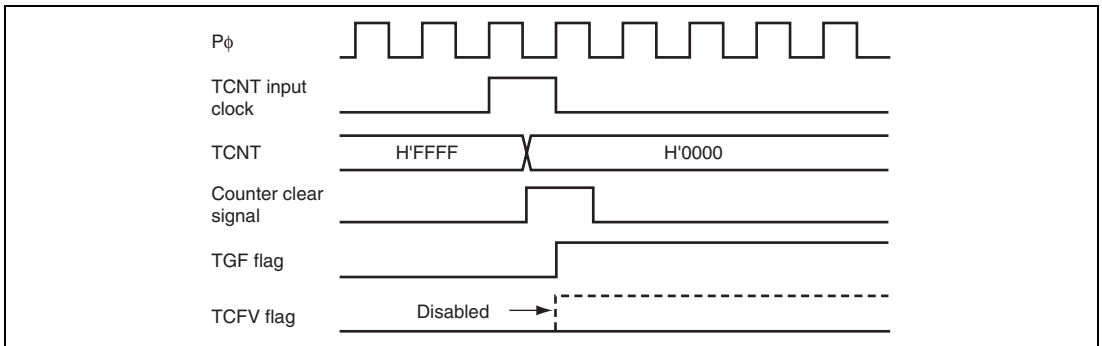 Pϕ
TCNT input
clock
TCNT
H'FFFF
H'0000
Counter clear
signal
TGF flag
TCFV flag
Disabled